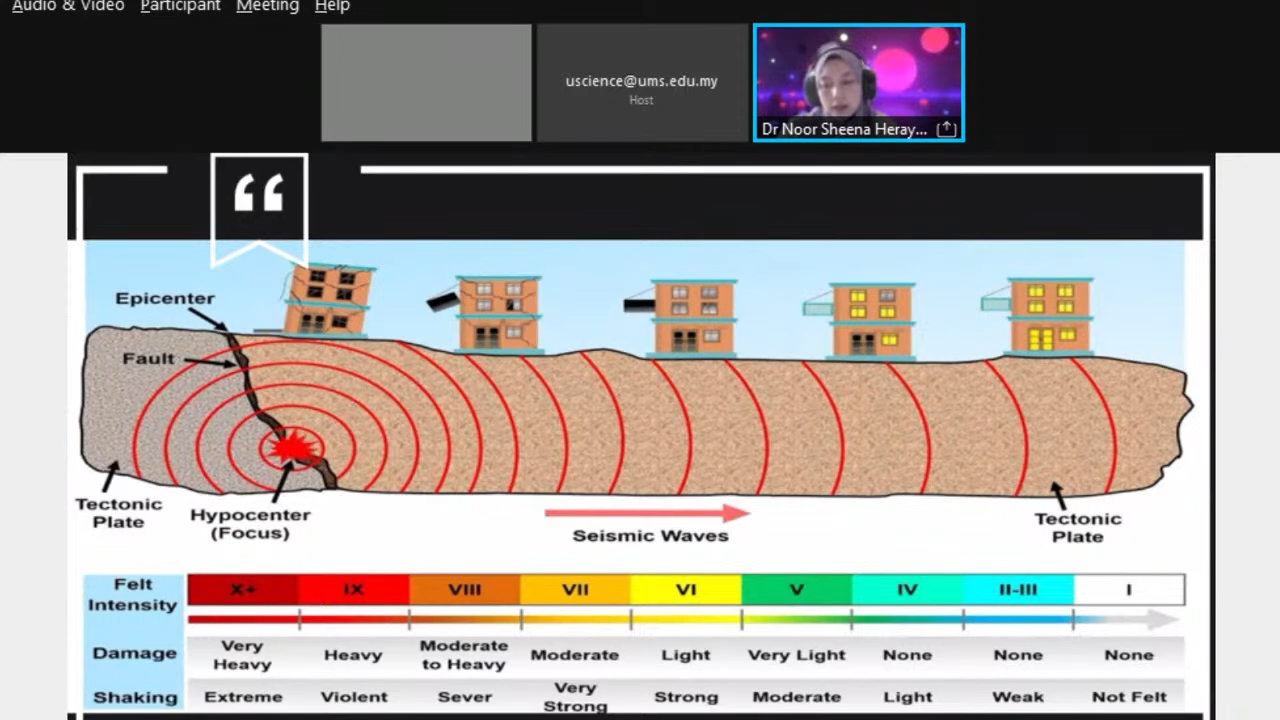 Audio & Video Participant Meeting Help
uscience@ums.edu.my
Host
Dr Noor Sheena Heray...
“
Epicenter
Fault
Tectonic
Plate
Hypocenter
(Focus)
Seismic Waves
Tectonic
Plate
Felt
Intensity
X+ IX VIII VII VI V IV II-III I
Damage
Very
Heavy
Heavy
Moderate
to Heavy
Moderate
Light
Very Light
None
None
None
Shaking
Extreme
Violent
Sever
Very
Strong
Strong
Moderate
Light
Weak
Not Felt